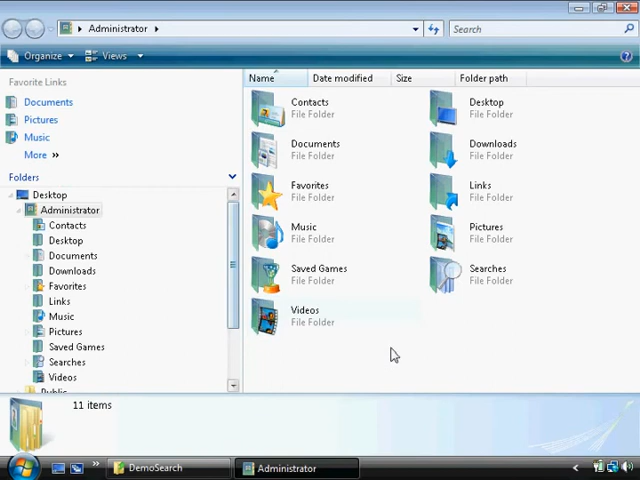 Administrator
Search
Organize
Views
Favorite Links
Documents
Pictures
Music
More »
Folders
Desktop
Administrator
Contacts
Desktop
Documents
Downloads
Favorites
Links
Music
Pictures
Saved Games
Searches
Videos
Public
Name
Date modified
Size
Folder path
Contacts
File Folder
Desktop
File Folder
Documents
File Folder
Downloads
File Folder
Favorites
File Folder
Links
File Folder
Music
File Folder
Pictures
File Folder
Saved Games
File Folder
Searches
File Folder
Videos
File Folder
11 items
DemoSearch
Administrator